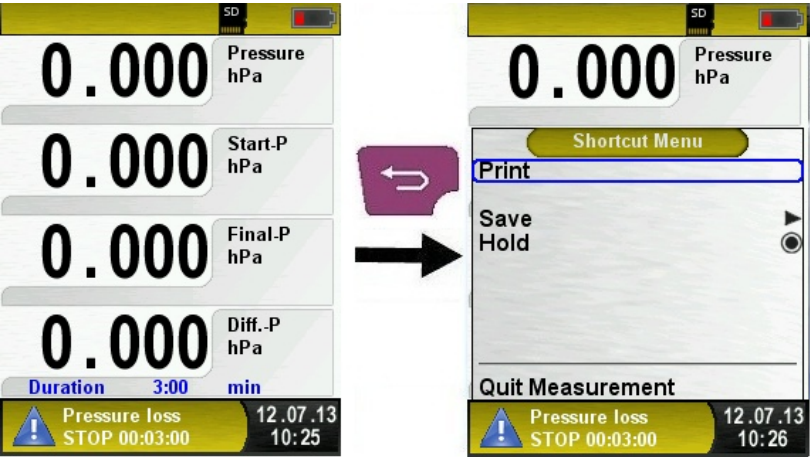 SD
0.000 Pressure hPa
0.000 Start-P hPa
0.000 Final-P hPa
0.000 Diff.-P hPa
Duration 3:00 min
Pressure loss 12.07.13
STOP 00:03:00 10:25
SD
0.000 Pressure hPa
Shortcut Menu
Print
Save
Hold
Quit Measurement
Pressure loss 12.07.13
STOP 00:03:00 10:26